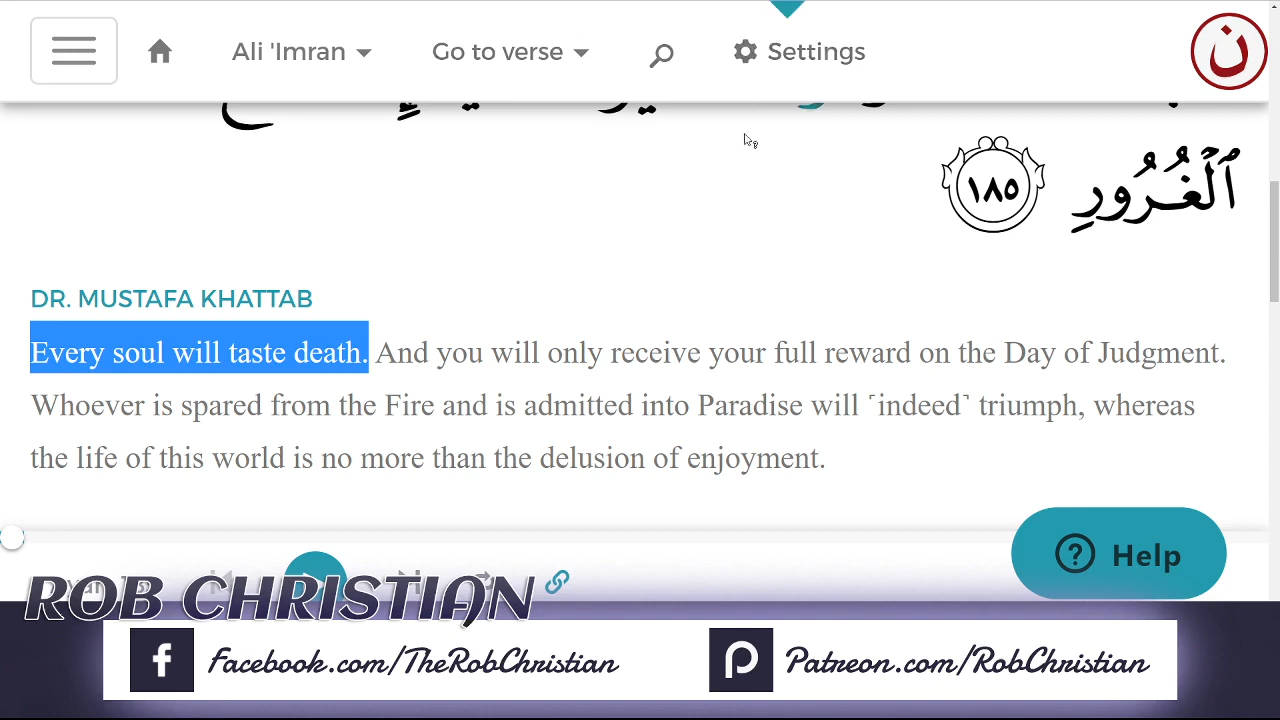 Ali 'Imran Go to verse Settings
ن
ٱلْغُرُورِ ١٨٥
DR. MUSTAFA KHATTAB
Every soul will taste death. And you will only receive your full reward on the Day of Judgment.
Whoever is spared from the Fire and is admitted into Paradise will ˹indeed˺ triumph, whereas
the life of this world is no more than the delusion of enjoyment.
Help
ROB CHRISTIAN
Facebook.com/TheRobChristian Patreon.com/RobChristian